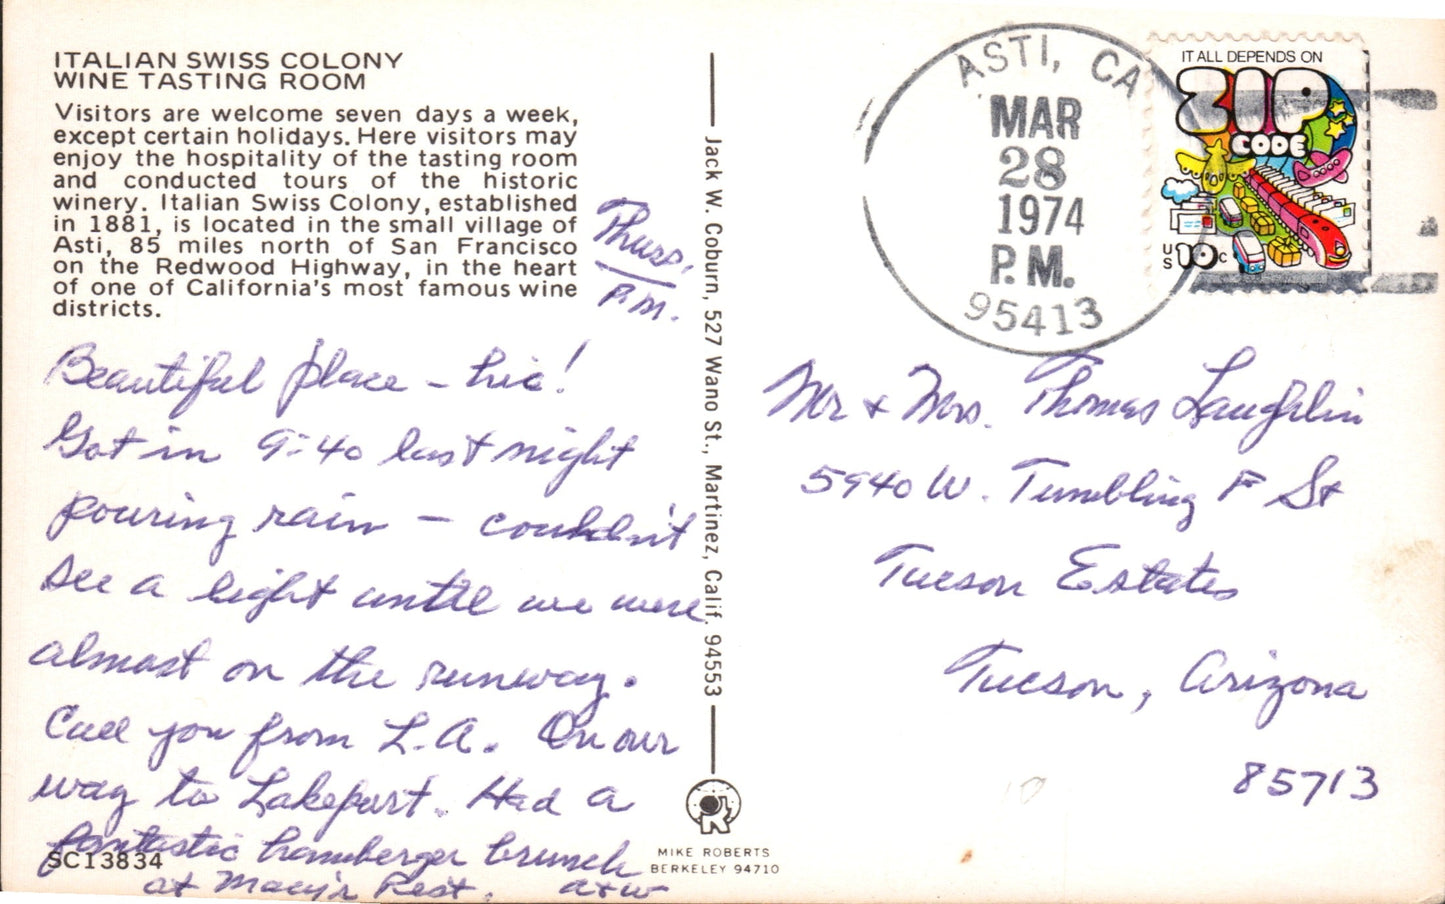 ITALIAN SWISS COLONY
WINE TASTING ROOM
Visitors are welcome seven days a week,
except certain holidays. Here visitors may
enjoy the hospitality of the tasting room
and conducted tours of the historic
winery. Italian Swiss Colony, established
in 1881, is located in the small village of
Asti, 85 miles north of San Francisco
on the Redwood Highway, in the heart
of one of California's most famous wine
districts.
Thurs.
P.M.
Beautiful place – hic!
Got in 9:40 last night
pouring rain – couldn't
see a light until we were
almost on the runway.
Call you from L.A. On our
way to Lakeport. Had a
fantastic hamberger brunch
at Macy's Rest. a+w
SC13834
Jack W. Coburn, 527 Wano St., Martinez, Calif. 94553
MIKE ROBERTS
BERKELEY 94710
ASTI, CA
MAR
28
1974
P.M.
95413
IT ALL DEPENDS ON
ZIP
CODE
US 10c
Mr + Mrs. Thomas Laughlin
5940 W. Tumbling F St
Tucson Estates
Tucson, Arizona
85713